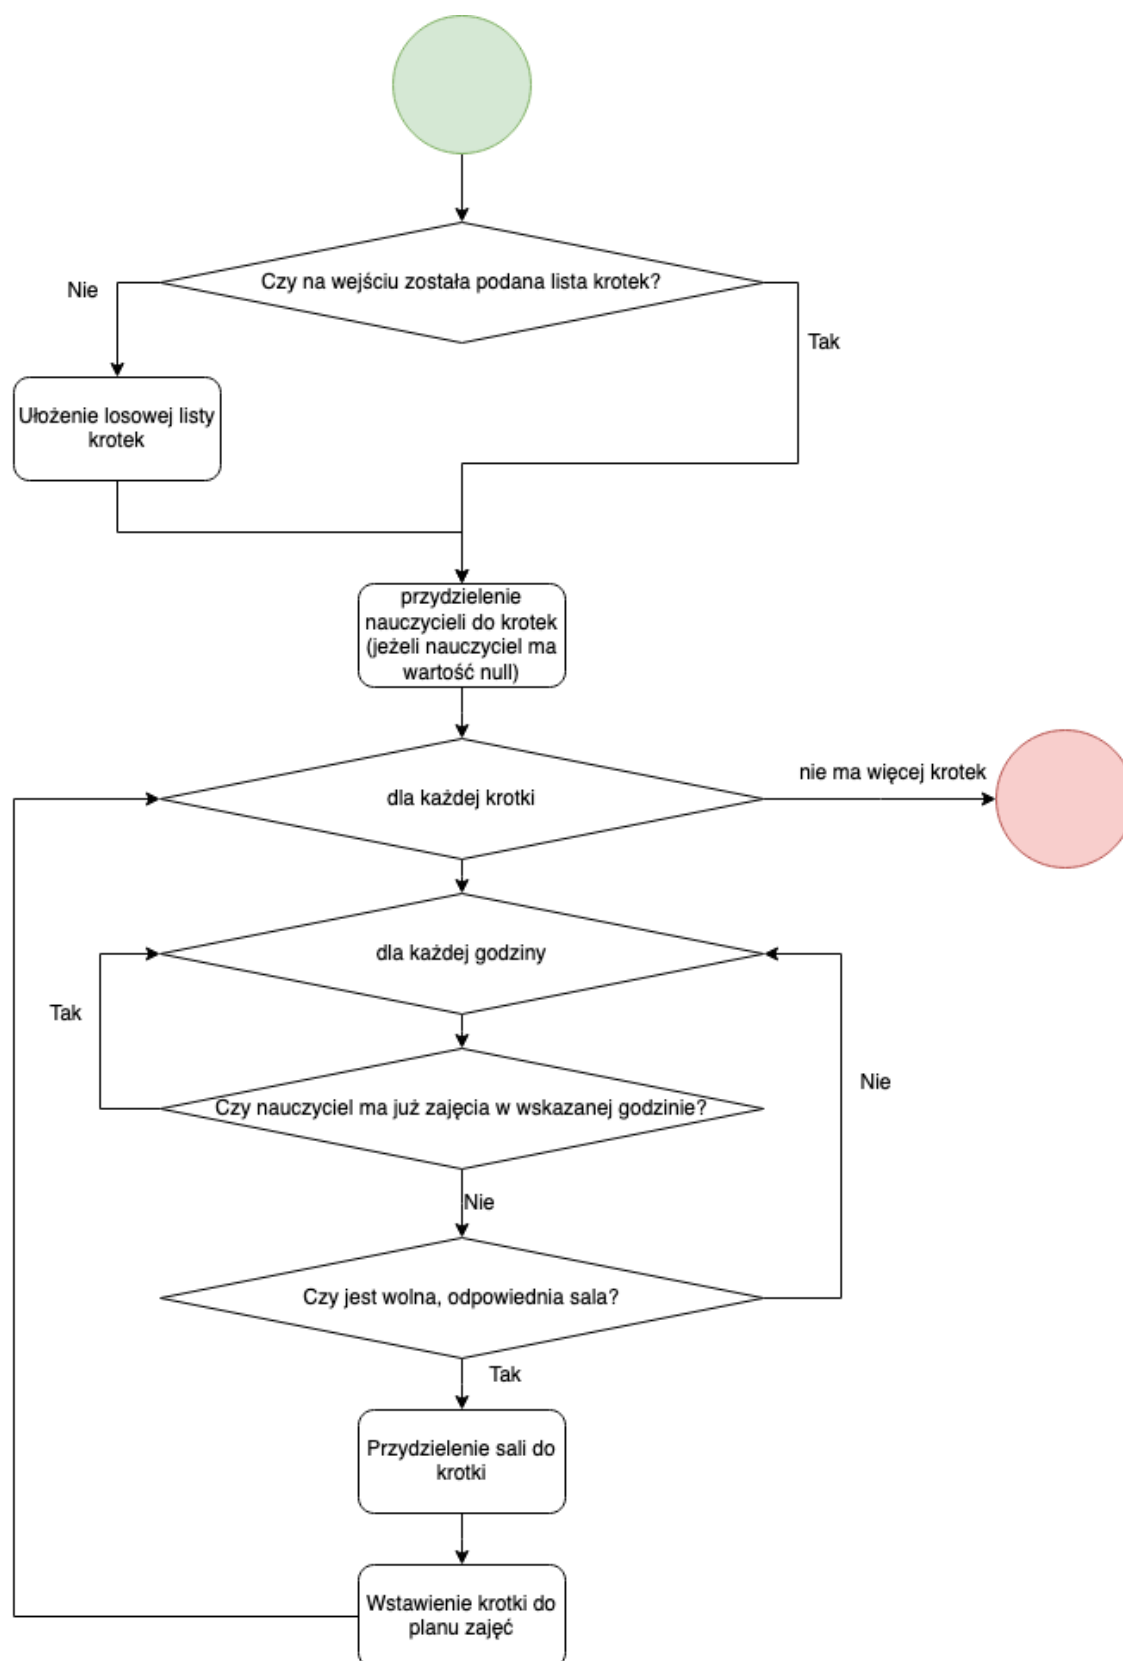 Czy na wejściu została podana lista krotek?
Nie
Tak
Ułożenie losowej listy
krotek
przydzielenie
nauczycieli do krotek
(jeżeli nauczyciel ma
wartość null)
nie ma więcej krotek
dla każdej krotki
dla każdej godziny
Tak
Nie
Czy nauczyciel ma już zajęcia w wskazanej godzinie?
Nie
Czy jest wolna, odpowiednia sala?
Tak
Przydzielenie sali do
krotki
Wstawienie krotki do
planu zajęć